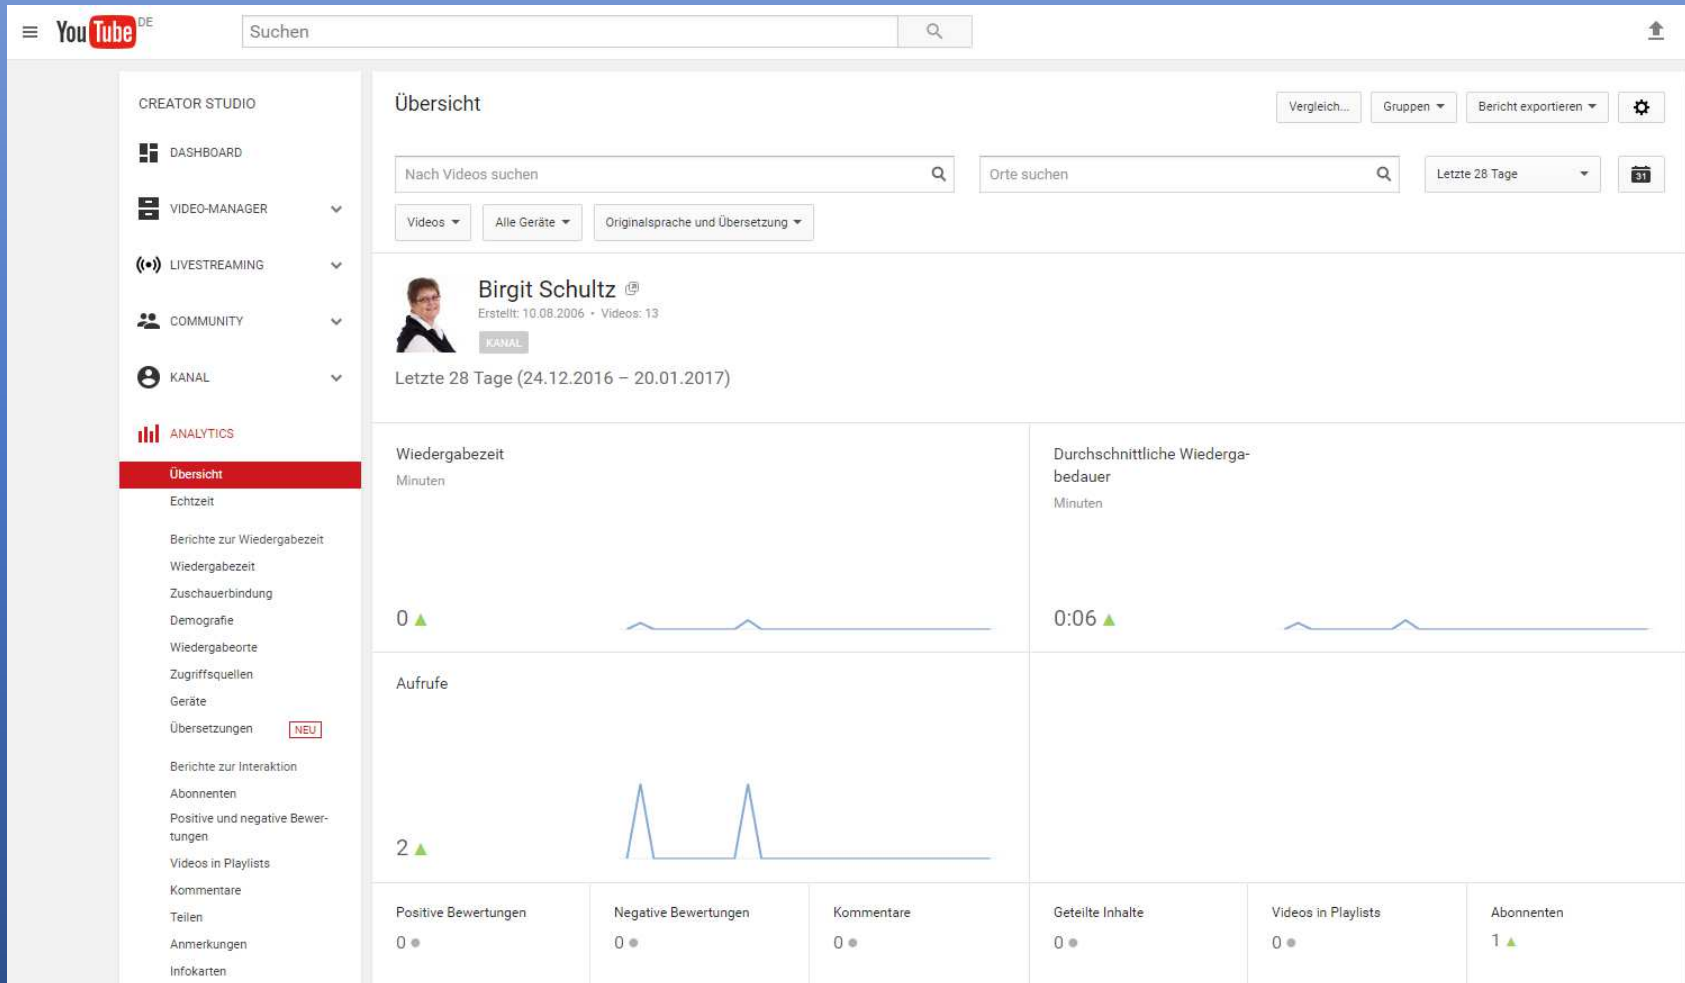 YouTube DE
Suchen
CREATOR STUDIO
DASHBOARD
VIDEO-MANAGER
LIVESTREAMING
COMMUNITY
KANAL
ANALYTICS
Übersicht
Echtzeit
Berichte zur Wiedergabezeit
Wiedergabezeit
Zuschauerbindung
Demografie
Wiedergabeorte
Zugriffsquellen
Geräte
Übersetzungen NEU
Berichte zur Interaktion
Abonnenten
Positive und negative Bewer-
tungen
Videos in Playlists
Kommentare
Teilen
Anmerkungen
Infokarten
Übersicht
Vergleich... Gruppen Bericht exportieren
Nach Videos suchen Orte suchen Letzte 28 Tage 31
Videos Alle Geräte Originalsprache und Übersetzung
Birgit Schultz
Erstellt: 10.08.2006 • Videos: 13
KANAL
Letzte 28 Tage (24.12.2016 – 20.01.2017)
Wiedergabezeit
Minuten
0
Durchschnittliche Wiederga-
bedauer
Minuten
0:06
Aufrufe
2
Positive Bewertungen
0
Negative Bewertungen
0
Kommentare
0
Geteilte Inhalte
0
Videos in Playlists
0
Abonnenten
1